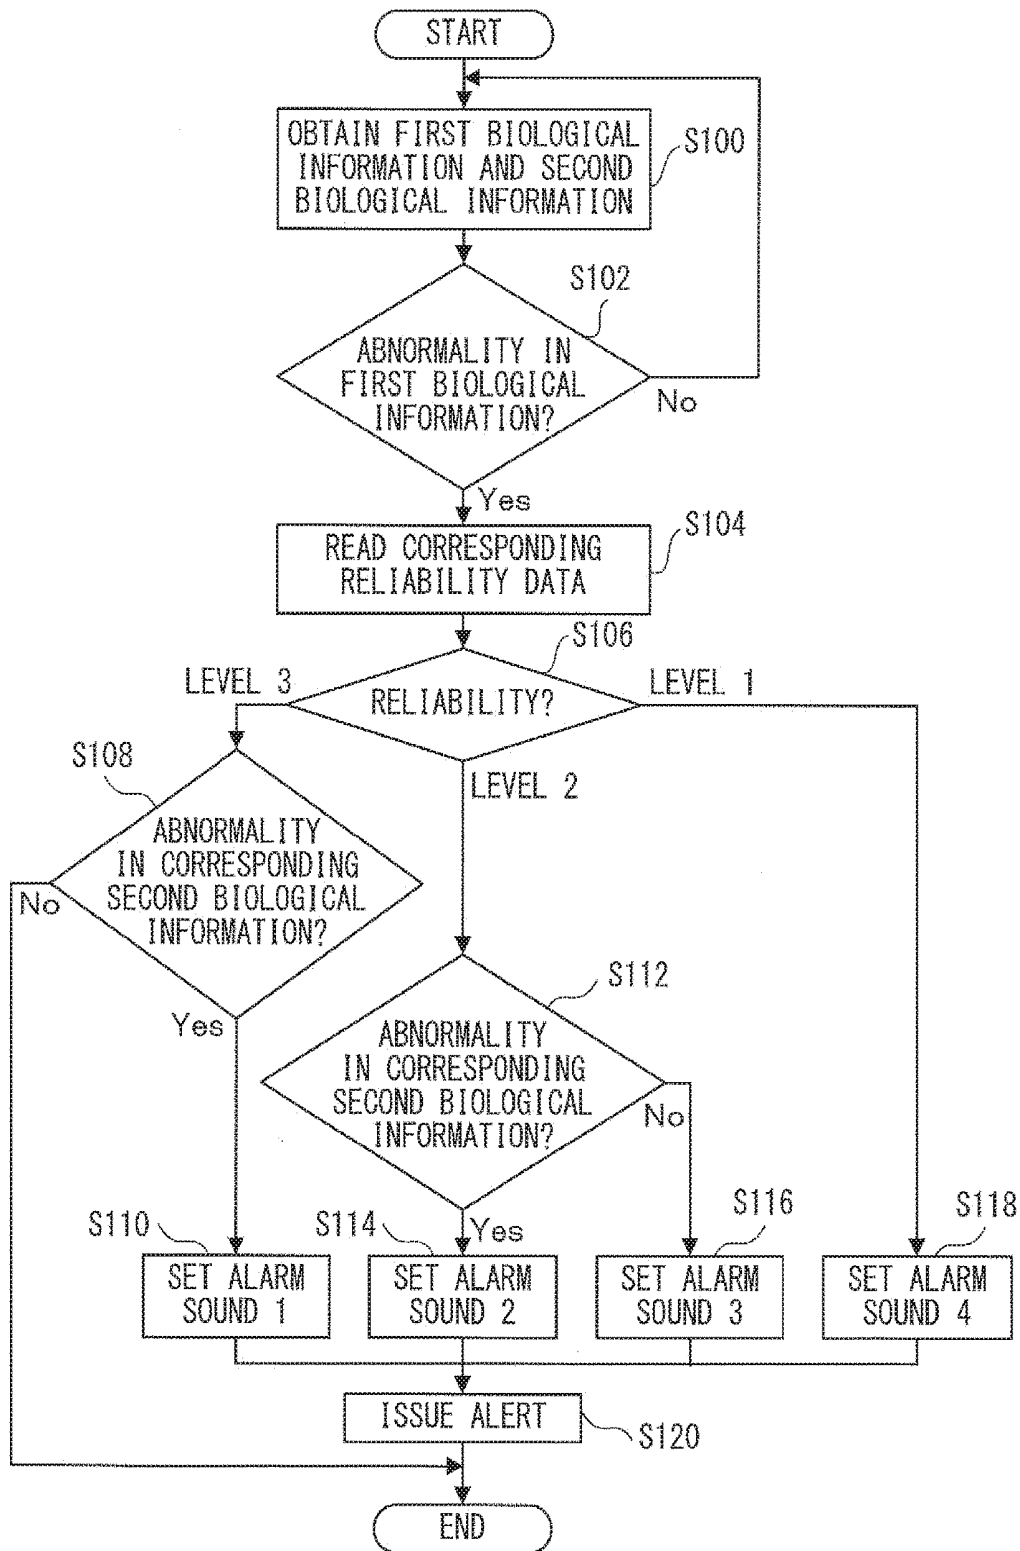 START
OBTAIN FIRST BIOLOGICAL
INFORMATION AND SECOND
BIOLOGICAL INFORMATION
S100
S102
ABNORMALITY IN
FIRST BIOLOGICAL
INFORMATION?
No
Yes
S104
READ CORRESPONDING
RELIABILITY DATA
S106
LEVEL 3
RELIABILITY?
LEVEL 1
S108
LEVEL 2
ABNORMALITY
IN CORRESPONDING
SECOND BIOLOGICAL
INFORMATION?
No
Yes
S112
ABNORMALITY
IN CORRESPONDING
SECOND BIOLOGICAL
INFORMATION?
No
Yes
S110
SET ALARM
SOUND 1
S114
SET ALARM
SOUND 2
S116
SET ALARM
SOUND 3
S118
SET ALARM
SOUND 4
ISSUE ALERT
S120
END